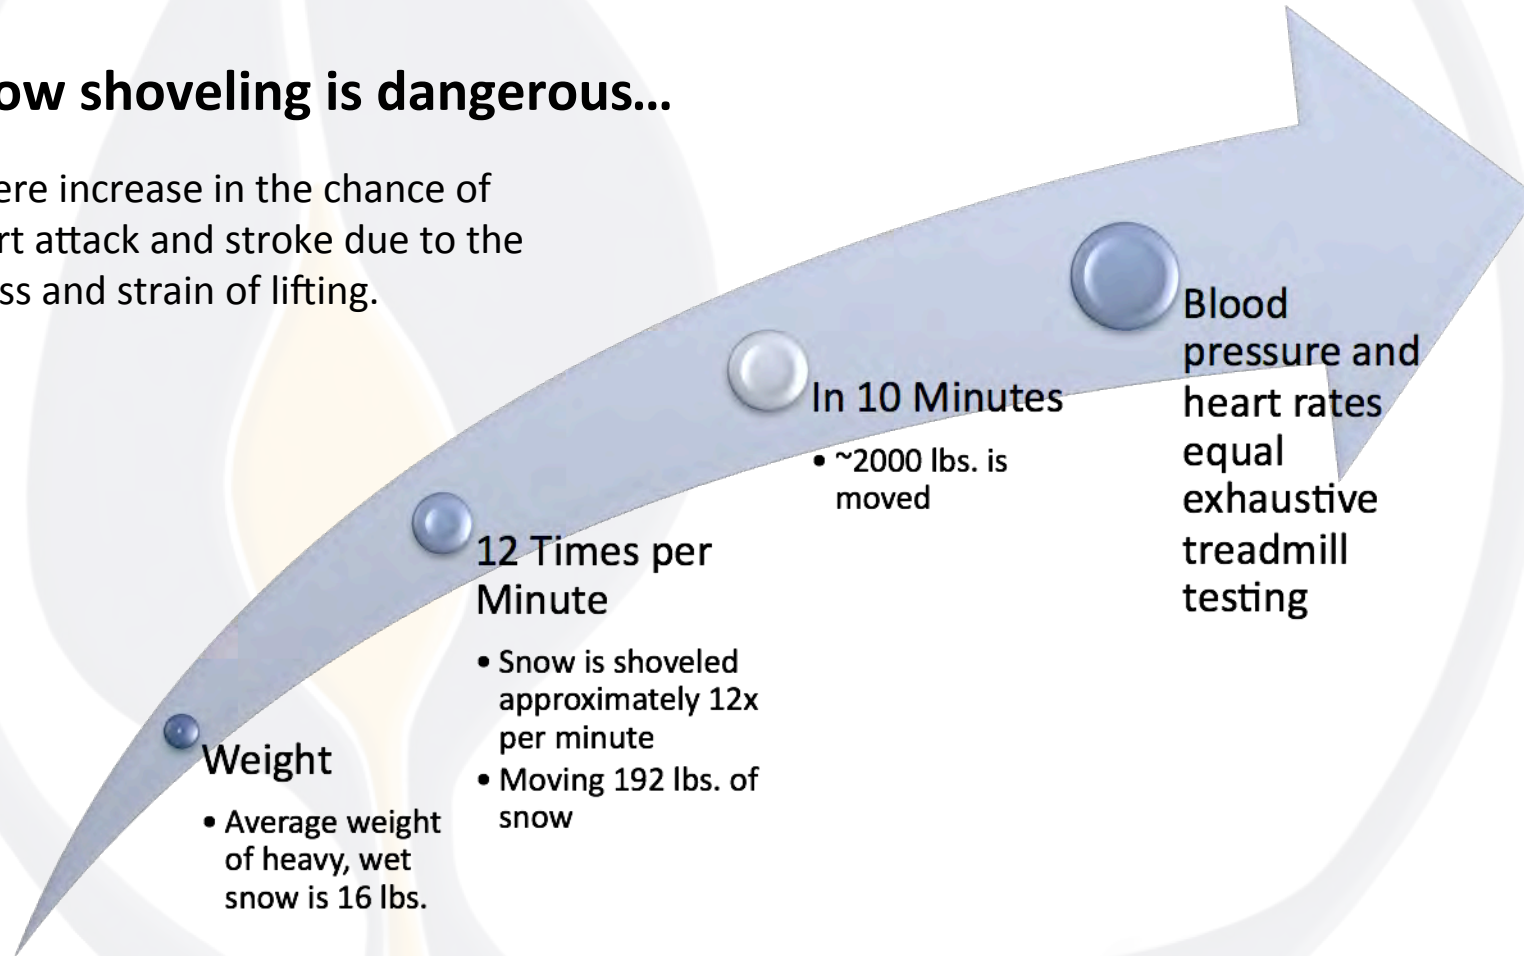 ow shoveling is dangerous...
ere increase in the chance of
rt attack and stroke due to the
ss and strain of lifting.
Weight
• Average weight
of heavy, wet
snow is 16 lbs.
12 Times per
Minute
• Snow is shoveled
approximately 12x
per minute
• Moving 192 lbs. of
snow
In 10 Minutes
• ~2000 lbs. is
moved
Blood
pressure and
heart rates
equal
exhaustive
treadmill
testing